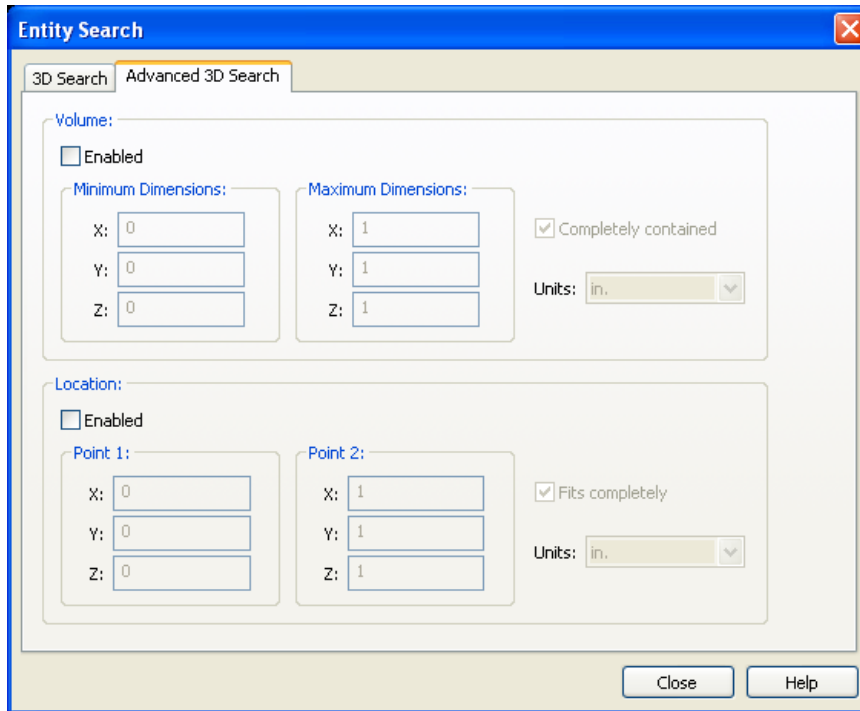 Entity Search
3D Search Advanced 3D Search
Volume:
Enabled
Minimum Dimensions: Maximum Dimensions:
X: 0 X: 1 Completely contained
Y: 0 Y: 1
Units: in.
Z: 0 Z: 1
Location:
Enabled
Point 1: Point 2:
X: 0 X: 1 Fits completely
Y: 0 Y: 1
Units: in.
Z: 0 Z: 1
Close Help